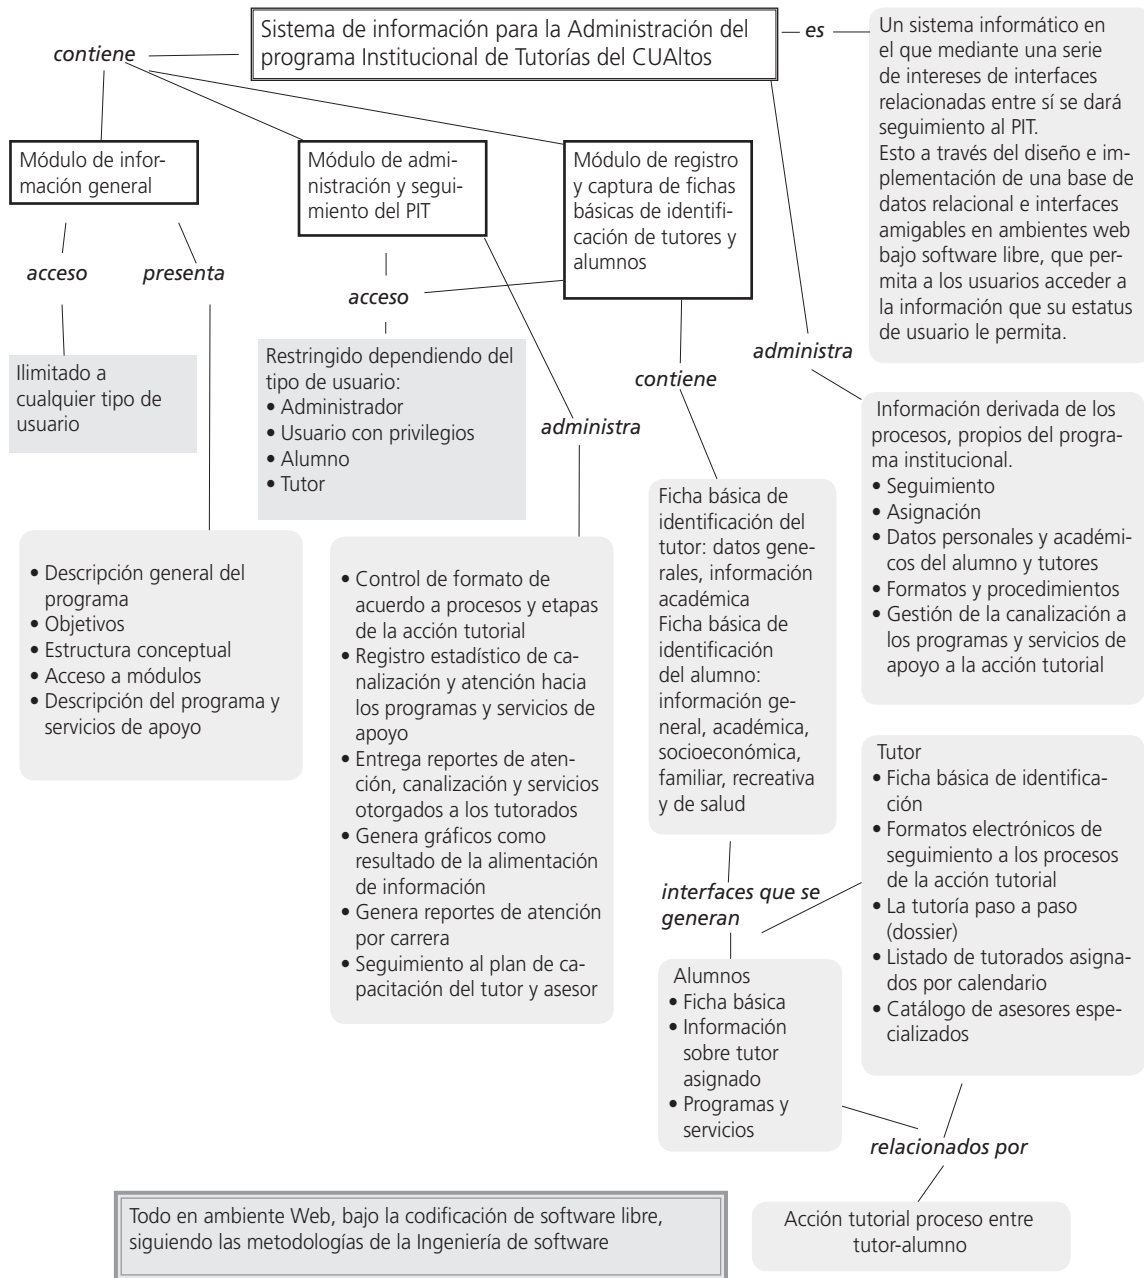 Sistema de información para la Administración del
programa Institucional de Tutorías del CUAltos
es
Un sistema informático en
el que mediante una serie
de intereses de interfaces
relacionadas entre sí se dará
seguimiento al PIT.
Esto a través del diseño e im-
plementación de una base de
datos relacional e interfaces
amigables en ambientes web
bajo software libre, que per-
mita a los usuarios acceder a
la información que su estatus
de usuario le permita.
contiene
Módulo de infor-
mación general
Módulo de admi-
nistración y segui-
miento del PIT
Módulo de registro
y captura de fichas
básicas de identifi-
cación de tutores y
alumnos
acceso
presenta
acceso
administra
contiene
administra
Ilimitado a
cualquier tipo de
usuario
Restringido dependiendo del
tipo de usuario:
• Administrador
• Usuario con privilegios
• Alumno
• Tutor
Información derivada de los
procesos, propios del progra-
ma institucional.
• Seguimiento
• Asignación
• Datos personales y académi-
cos del alumno y tutores
• Formatos y procedimientos
• Gestión de la canalización a
los programas y servicios de
apoyo a la acción tutorial
• Descripción general del
programa
• Objetivos
• Estructura conceptual
• Acceso a módulos
• Descripción del programa y
servicios de apoyo
• Control de formato de
acuerdo a procesos y etapas
de la acción tutorial
• Registro estadístico de ca-
nalización y atención hacia
los programas y servicios de
apoyo
• Entrega reportes de aten-
ción, canalización y servicios
otorgados a los tutorados
• Genera gráficos como
resultado de la alimentación
de información
• Genera reportes de atención
por carrera
• Seguimiento al plan de ca-
pacitación del tutor y asesor
Ficha básica de
identificación del
tutor: datos gene-
rales, información
académica
Ficha básica de
identificación
del alumno:
información ge-
neral, académica,
socioeconómica,
familiar, recreativa
y de salud
interfaces que se
generan
Tutor
• Ficha básica de identifica-
ción
• Formatos electrónicos de
seguimiento a los procesos
de la acción tutorial
• La tutoría paso a paso
(dossier)
• Listado de tutorados asigna-
dos por calendario
• Catálogo de asesores espe-
cializados
Alumnos
• Ficha básica
• Información
sobre tutor
asignado
• Programas y
servicios
relacionados por
Acción tutorial proceso entre
tutor-alumno
Todo en ambiente Web, bajo la codificación de software libre,
siguiendo las metodologías de la Ingeniería de software